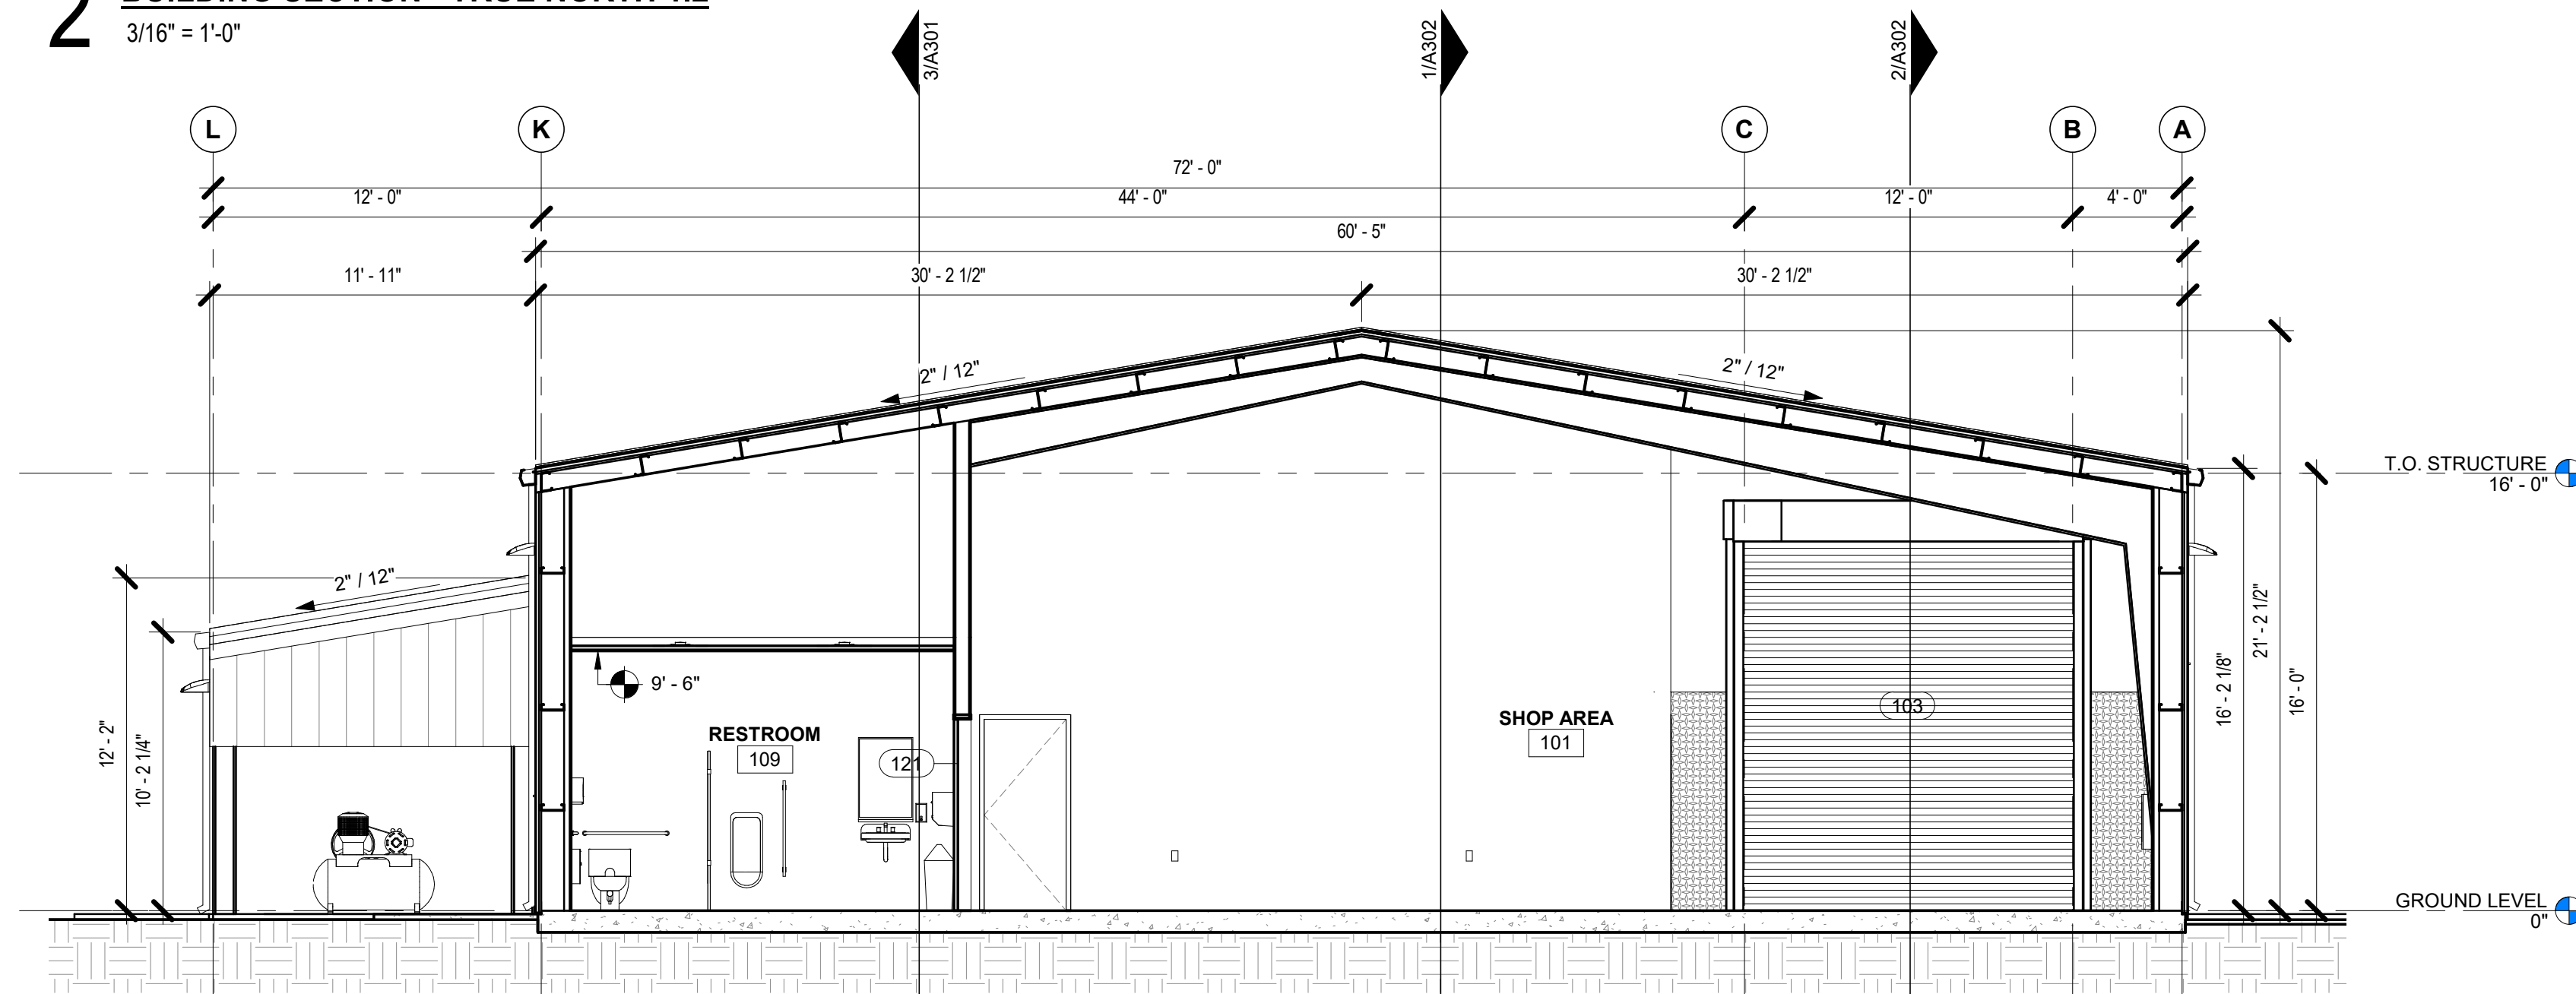 2
3/16" = 1'-0"
3/A301
1/A302
2/A302
L
K
C
B
A
72' - 0"
12' - 0"
44' - 0"
12' - 0"
4' - 0"
60' - 5"
11' - 11"
30' - 2 1/2"
30' - 2 1/2"
2" / 12"
2" / 12"
T.O. STRUCTURE
16' - 0"
2" / 12"
9' - 6"
RESTROOM
109
121
SHOP AREA
101
103
12' - 2"
10' - 2 1/4"
16' - 2 1/8"
21' - 2 1/2"
16' - 0"
GROUND LEVEL
0"